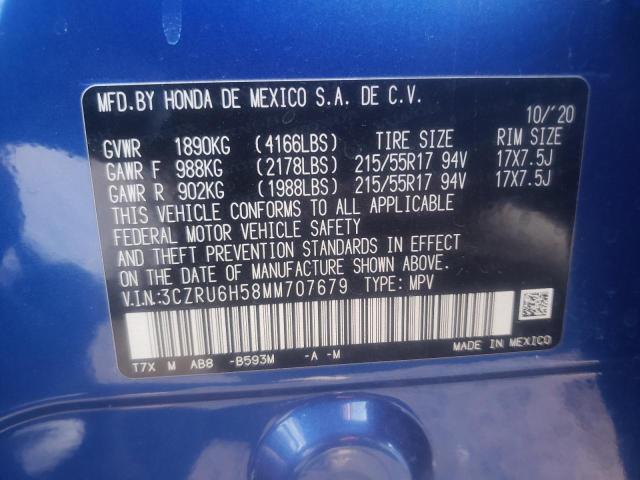 MFD.BY HONDA DE MEXICO S.A. DE C.V.
10/'20
GVWR 1890KG (4166LBS) TIRE SIZE RIM SIZE
GAWR F 988KG (2178LBS) 215/55R17 94V 17X7.5J
GAWR R 902KG (1988LBS) 215/55R17 94V 17X7.5J
THIS VEHICLE CONFORMS TO ALL APPLICABLE
FEDERAL MOTOR VEHICLE SAFETY
AND THEFT PREVENTION STANDARDS IN EFFECT
ON THE DATE OF MANUFACTURE SHOWN ABOVE.
V.IN.:3CZRU6H58MM707679 TYPE: MPV
T7X M AB8 -B593M -A -M
MADE IN MEXICO